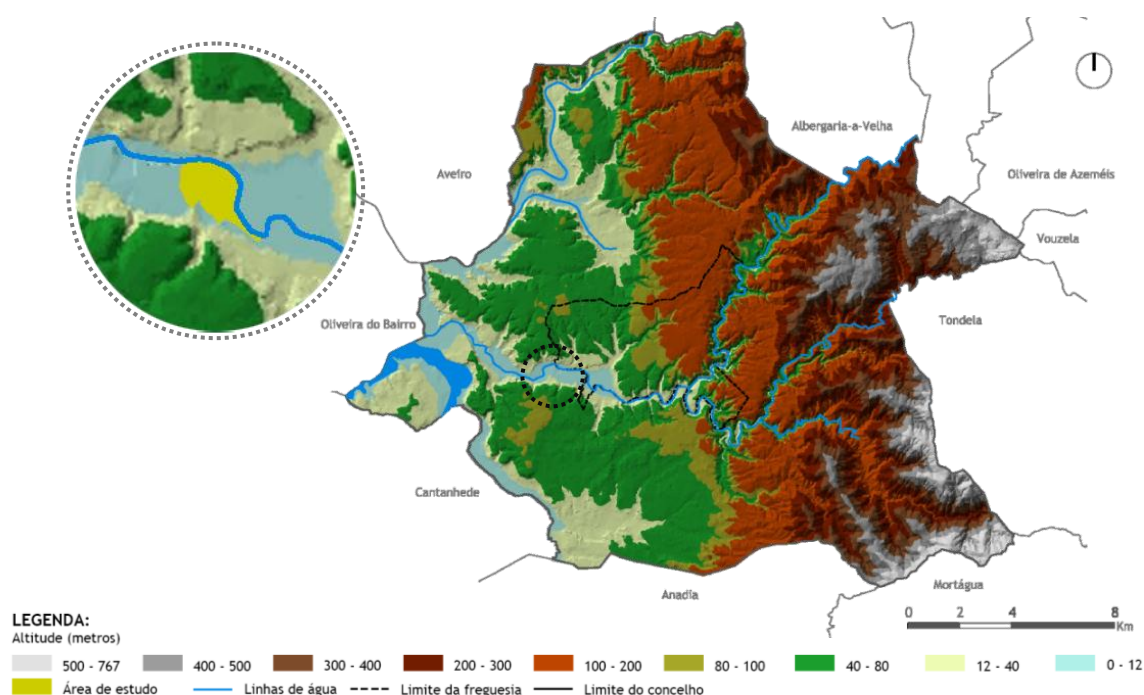 Albergaria-a-Velha
Aveiro
Oliveira de Azeméis
Vouzela
Tondela
Oliveira do Bairro
Cantanhede
Mortágua
Anadia
LEGENDA:
Altitude (metros)
0 2 4 8
Km
500 - 767 400 - 500 300 - 400 200 - 300 100 - 200 80 - 100 40 - 80 12 - 40 0 - 12
Área de estudo Linhas de água Limite da freguesia Limite do concelho